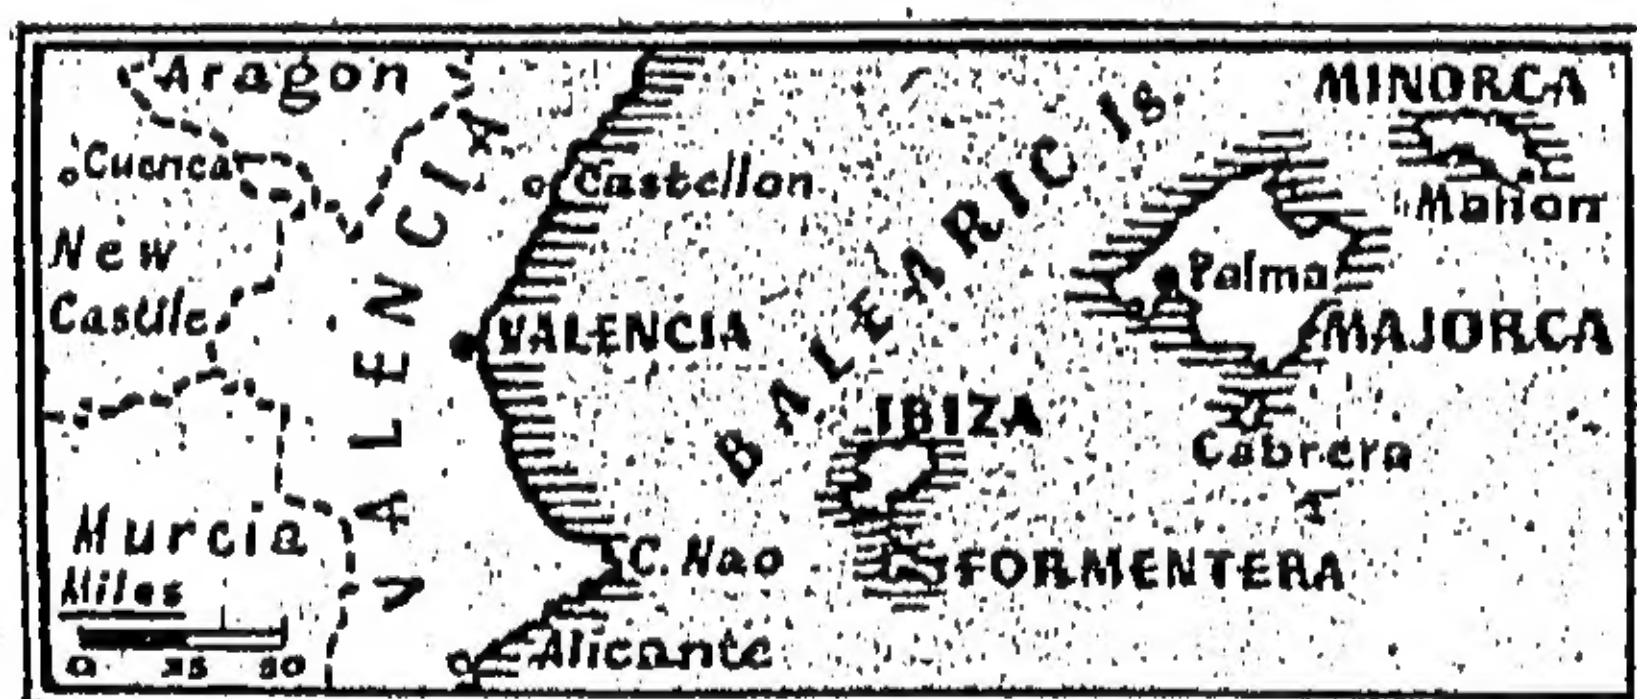 Aragon
MINORCA
Cuenca
Castellon
Mahon
BALEARIC Is.
New
Castile
VALENCIA
Palma
VALENCIA
MAJORCA
IBIZA
Cabrera
I.
Murcia
C. Nao
FORMENTERA
Miles
0 25 50
Alicante